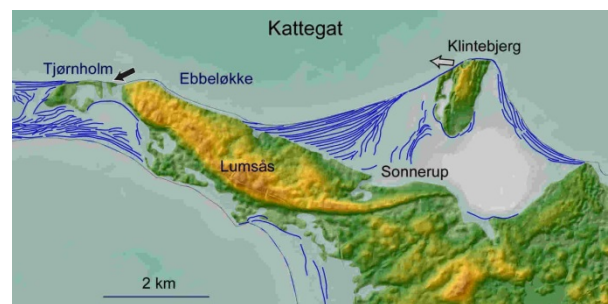 Kattegat
Klintebjerg
Tjørnholm
Ebbeløkke
Lumsås
Sonnerup
2 km